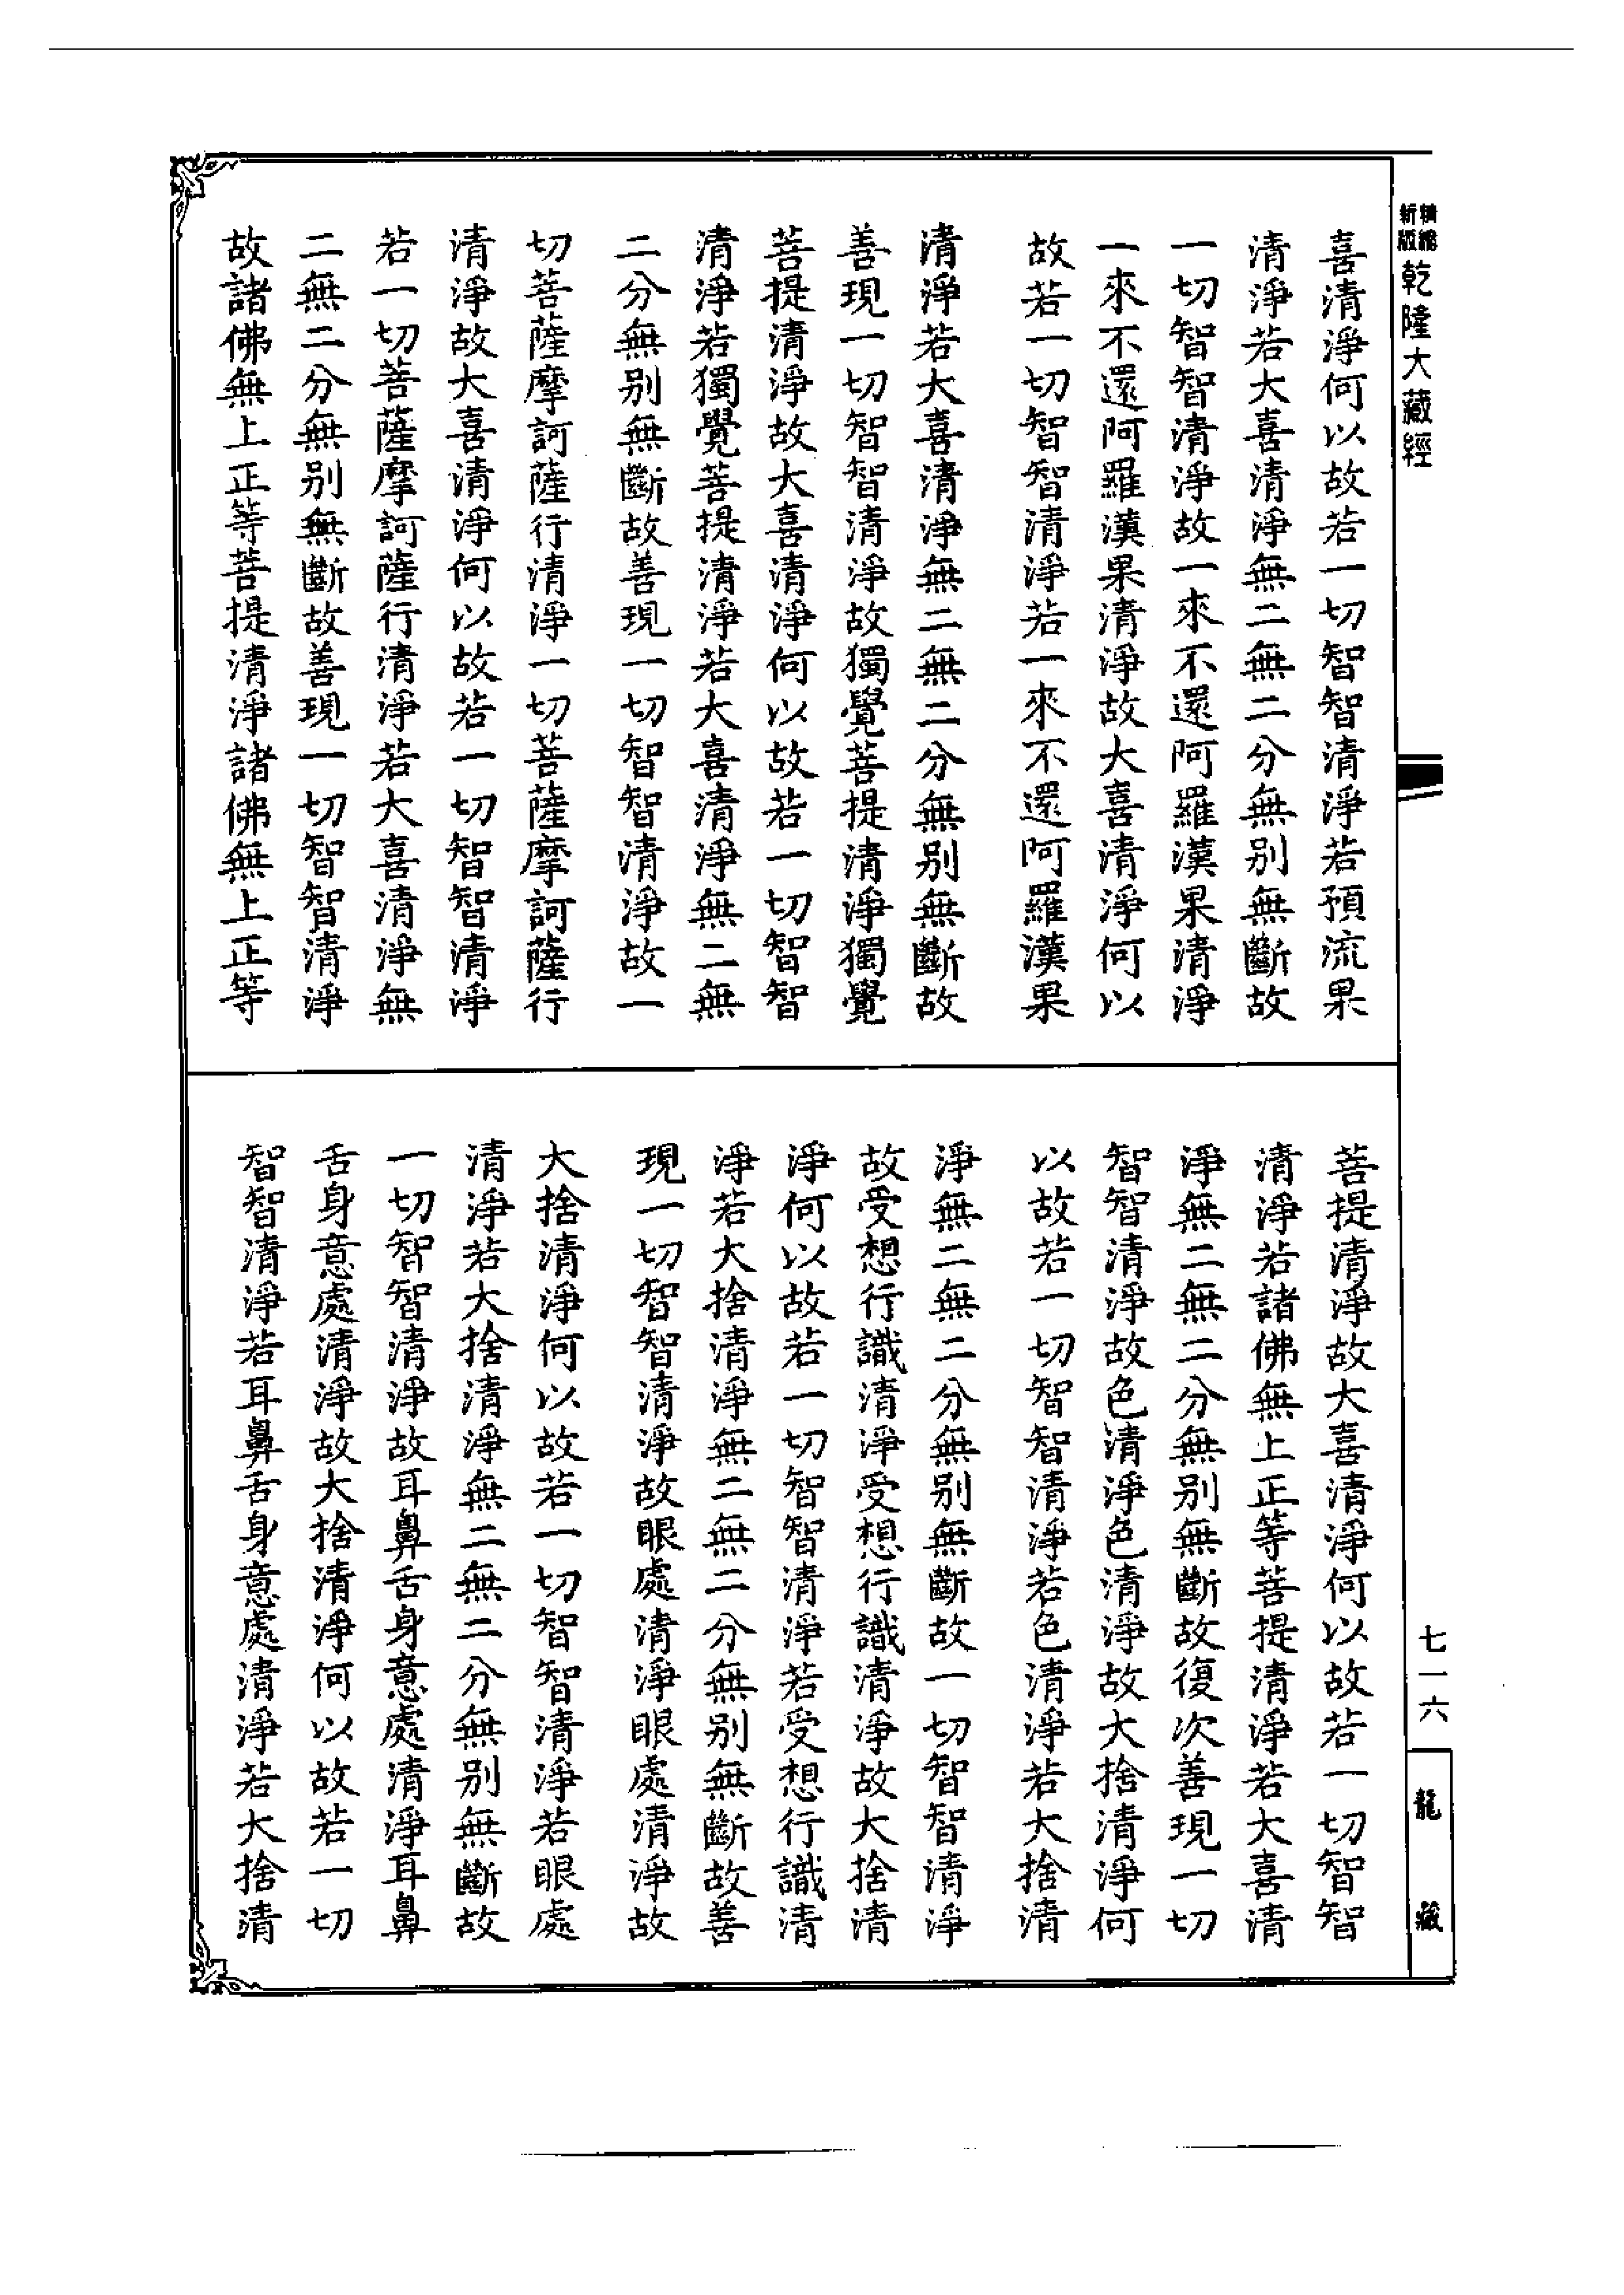 精縮新版乾隆大藏經
喜清淨何以故若一切智智清淨若預流果
清淨若大喜清淨無二無二分無別無斷故
一切智智清淨故一來不還阿羅漢果清淨
一來不還阿羅漢果清淨故大喜清淨何以
故若一切智智清淨若一來不還阿羅漢果
清淨若大喜清淨無二無二分無別無斷故
善現一切智智清淨故獨覺菩提清淨獨覺
菩提清淨故大喜清淨何以故若一切智智
清淨若獨覺菩提清淨若大喜清淨無二無
二分無別無斷故善現一切智智清淨故一
切菩薩摩訶薩行清淨一切菩薩摩訶薩行
清淨故大喜清淨何以故若一切智智清淨
若一切菩薩摩訶薩行清淨若大喜清淨無
二無二分無別無斷故善現一切智智清淨
故諸佛無上正等菩提清淨諸佛無上正等
菩提清淨故大喜清淨何以故若一切智智
清淨若諸佛無上正等菩提清淨若大喜清
淨無二無二分無別無斷故復次善現一切
智智清淨故色清淨色清淨故大捨清淨何
以故若一切智智清淨若色清淨若大捨清
淨無二無二分無別無斷故一切智智清淨
故受想行識清淨受想行識清淨故大捨清
淨何以故若一切智智清淨若受想行識清
淨若大捨清淨無二無二分無別無斷故善
現一切智智清淨故眼處清淨眼處清淨故
大捨清淨何以故若一切智智清淨若眼處
清淨若大捨清淨無二無二分無別無斷故
一切智智清淨故耳鼻舌身意處清淨耳鼻
舌身意處清淨故大捨清淨何以故若一切
智智清淨若耳鼻舌身意處清淨若大捨清
七一六
龍藏